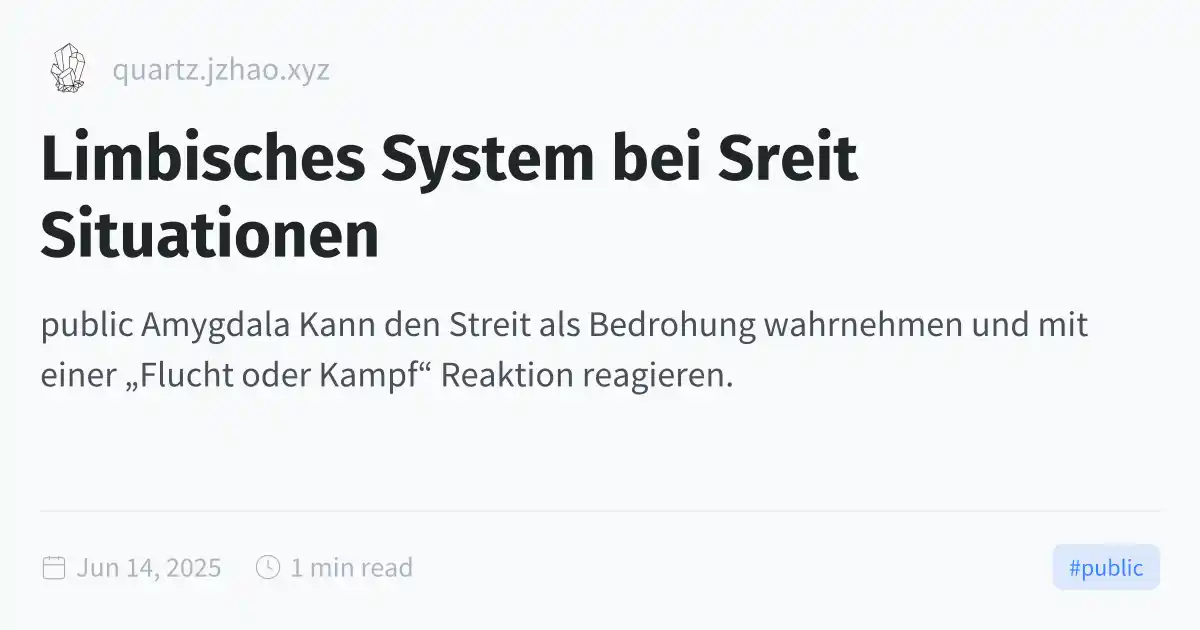 quartz.jzhao.xyz
Limbisches System bei Sreit
Situationen
public Amygdala Kann den Streit als Bedrohung wahrnehmen und mit
einer „Flucht oder Kampf“ Reaktion reagieren.
Jun 14, 2025 1 min read #public